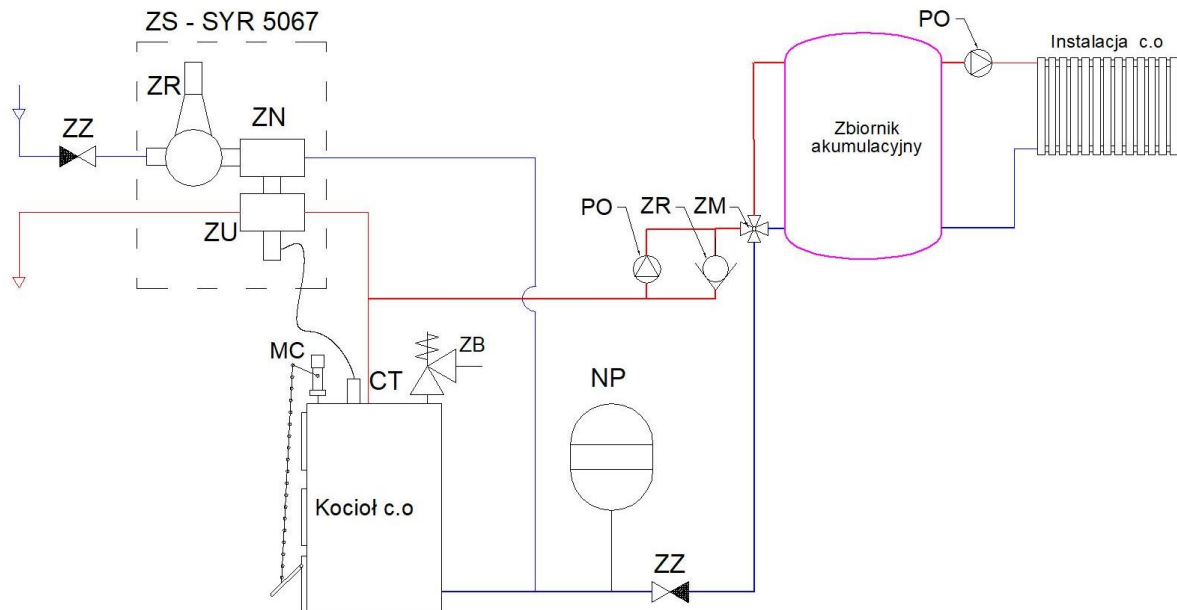 ZS - SYR 5067
PO
Instalacja c.o
ZR
ZN
ZZ
Zbiornik
akumulacyjny
ZU
PO
ZR
ZM
MC
CT
ZB
NP
Kocioł c.o
ZZ